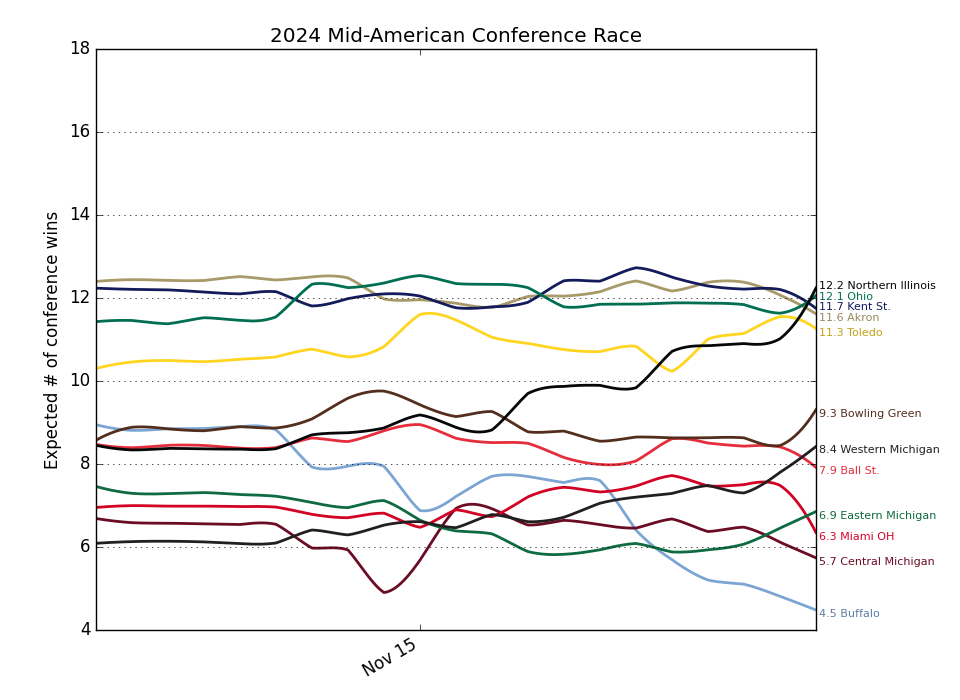 2024 Mid-American Conference Race
Expected # of conference wins
18
16
14
12
10
8
6
4
Nov 15
12.2 Northern Illinois
12.1 Ohio
11.7 Kent St.
11.6 Akron
11.3 Toledo
9.3 Bowling Green
8.4 Western Michigan
7.9 Ball St.
6.9 Eastern Michigan
6.3 Miami OH
5.7 Central Michigan
4.5 Buffalo